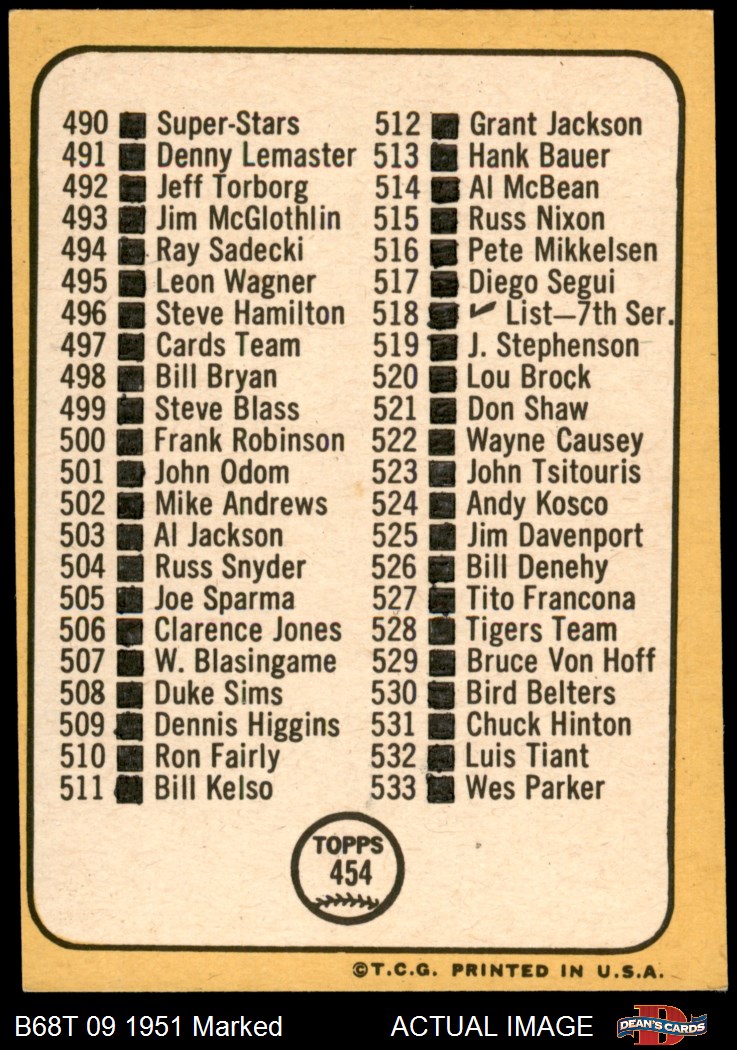 490 Super-Stars
491 Denny Lemaster
492 Jeff Torborg
493 Jim McGlothlin
494 Ray Sadecki
495 Leon Wagner
496 Steve Hamilton
497 Cards Team
498 Bill Bryan
499 Steve Blass
500 Frank Robinson
501 John Odom
502 Mike Andrews
503 Al Jackson
504 Russ Snyder
505 Joe Sparma
506 Clarence Jones
507 W. Blasingame
508 Duke Sims
509 Dennis Higgins
510 Ron Fairly
511 Bill Kelso
512 Grant Jackson
513 Hank Bauer
514 Al McBean
515 Russ Nixon
516 Pete Mikkelsen
517 Diego Segui
518 ✓ List—7th Ser.
519 J. Stephenson
520 Lou Brock
521 Don Shaw
522 Wayne Causey
523 John Tsitouris
524 Andy Kosco
525 Jim Davenport
526 Bill Denehy
527 Tito Francona
528 Tigers Team
529 Bruce Von Hoff
530 Bird Belters
531 Chuck Hinton
532 Luis Tiant
533 Wes Parker
TOPPS
454
©T.C.G. PRINTED IN U.S.A.
B68T 09 1951 Marked
ACTUAL IMAGE
D
DEAN'S CARDS